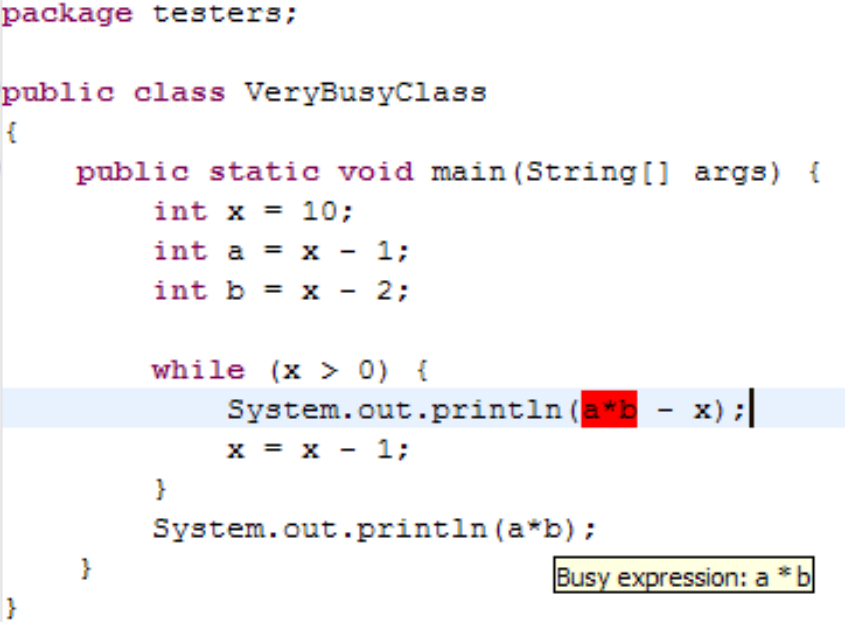 package testers;
public class VeryBusyClass
{
    public static void main(String[] args) {
        int x = 10;
        int a = x - 1;
        int b = x - 2;
        while (x > 0) {
            System.out.println(a*b - x);
            x = x - 1;
        }
        System.out.println(a*b);
    }
Busy expression: a * b
}